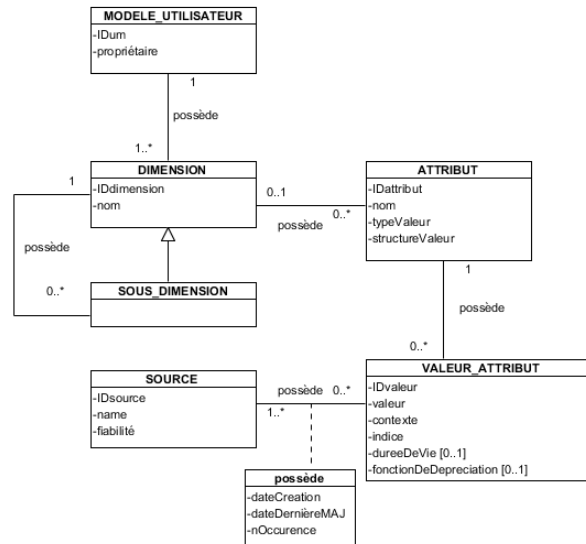 MODELE_UTILISATEUR
-IDum
-propriétaire
1
possède
1..*
DIMENSION
-IDdimension
-nom
1
possède
0..*
SOUS_DIMENSION
0..1
possède
0..*
ATTRIBUT
-IDattribut
-nom
-typeValeur
-structureValeur
1
possède
0..*
SOURCE
-IDsource
-name
-fiabilité
possède
0..*
1..*
VALEUR_ATTRIBUT
-IDvaleur
-valeur
-contexte
-indice
-dureeDeVie [0..1]
-fonctionDeDepreciation [0..1]
possède
-dateCreation
-dateDernièreMAJ
-nOccurence